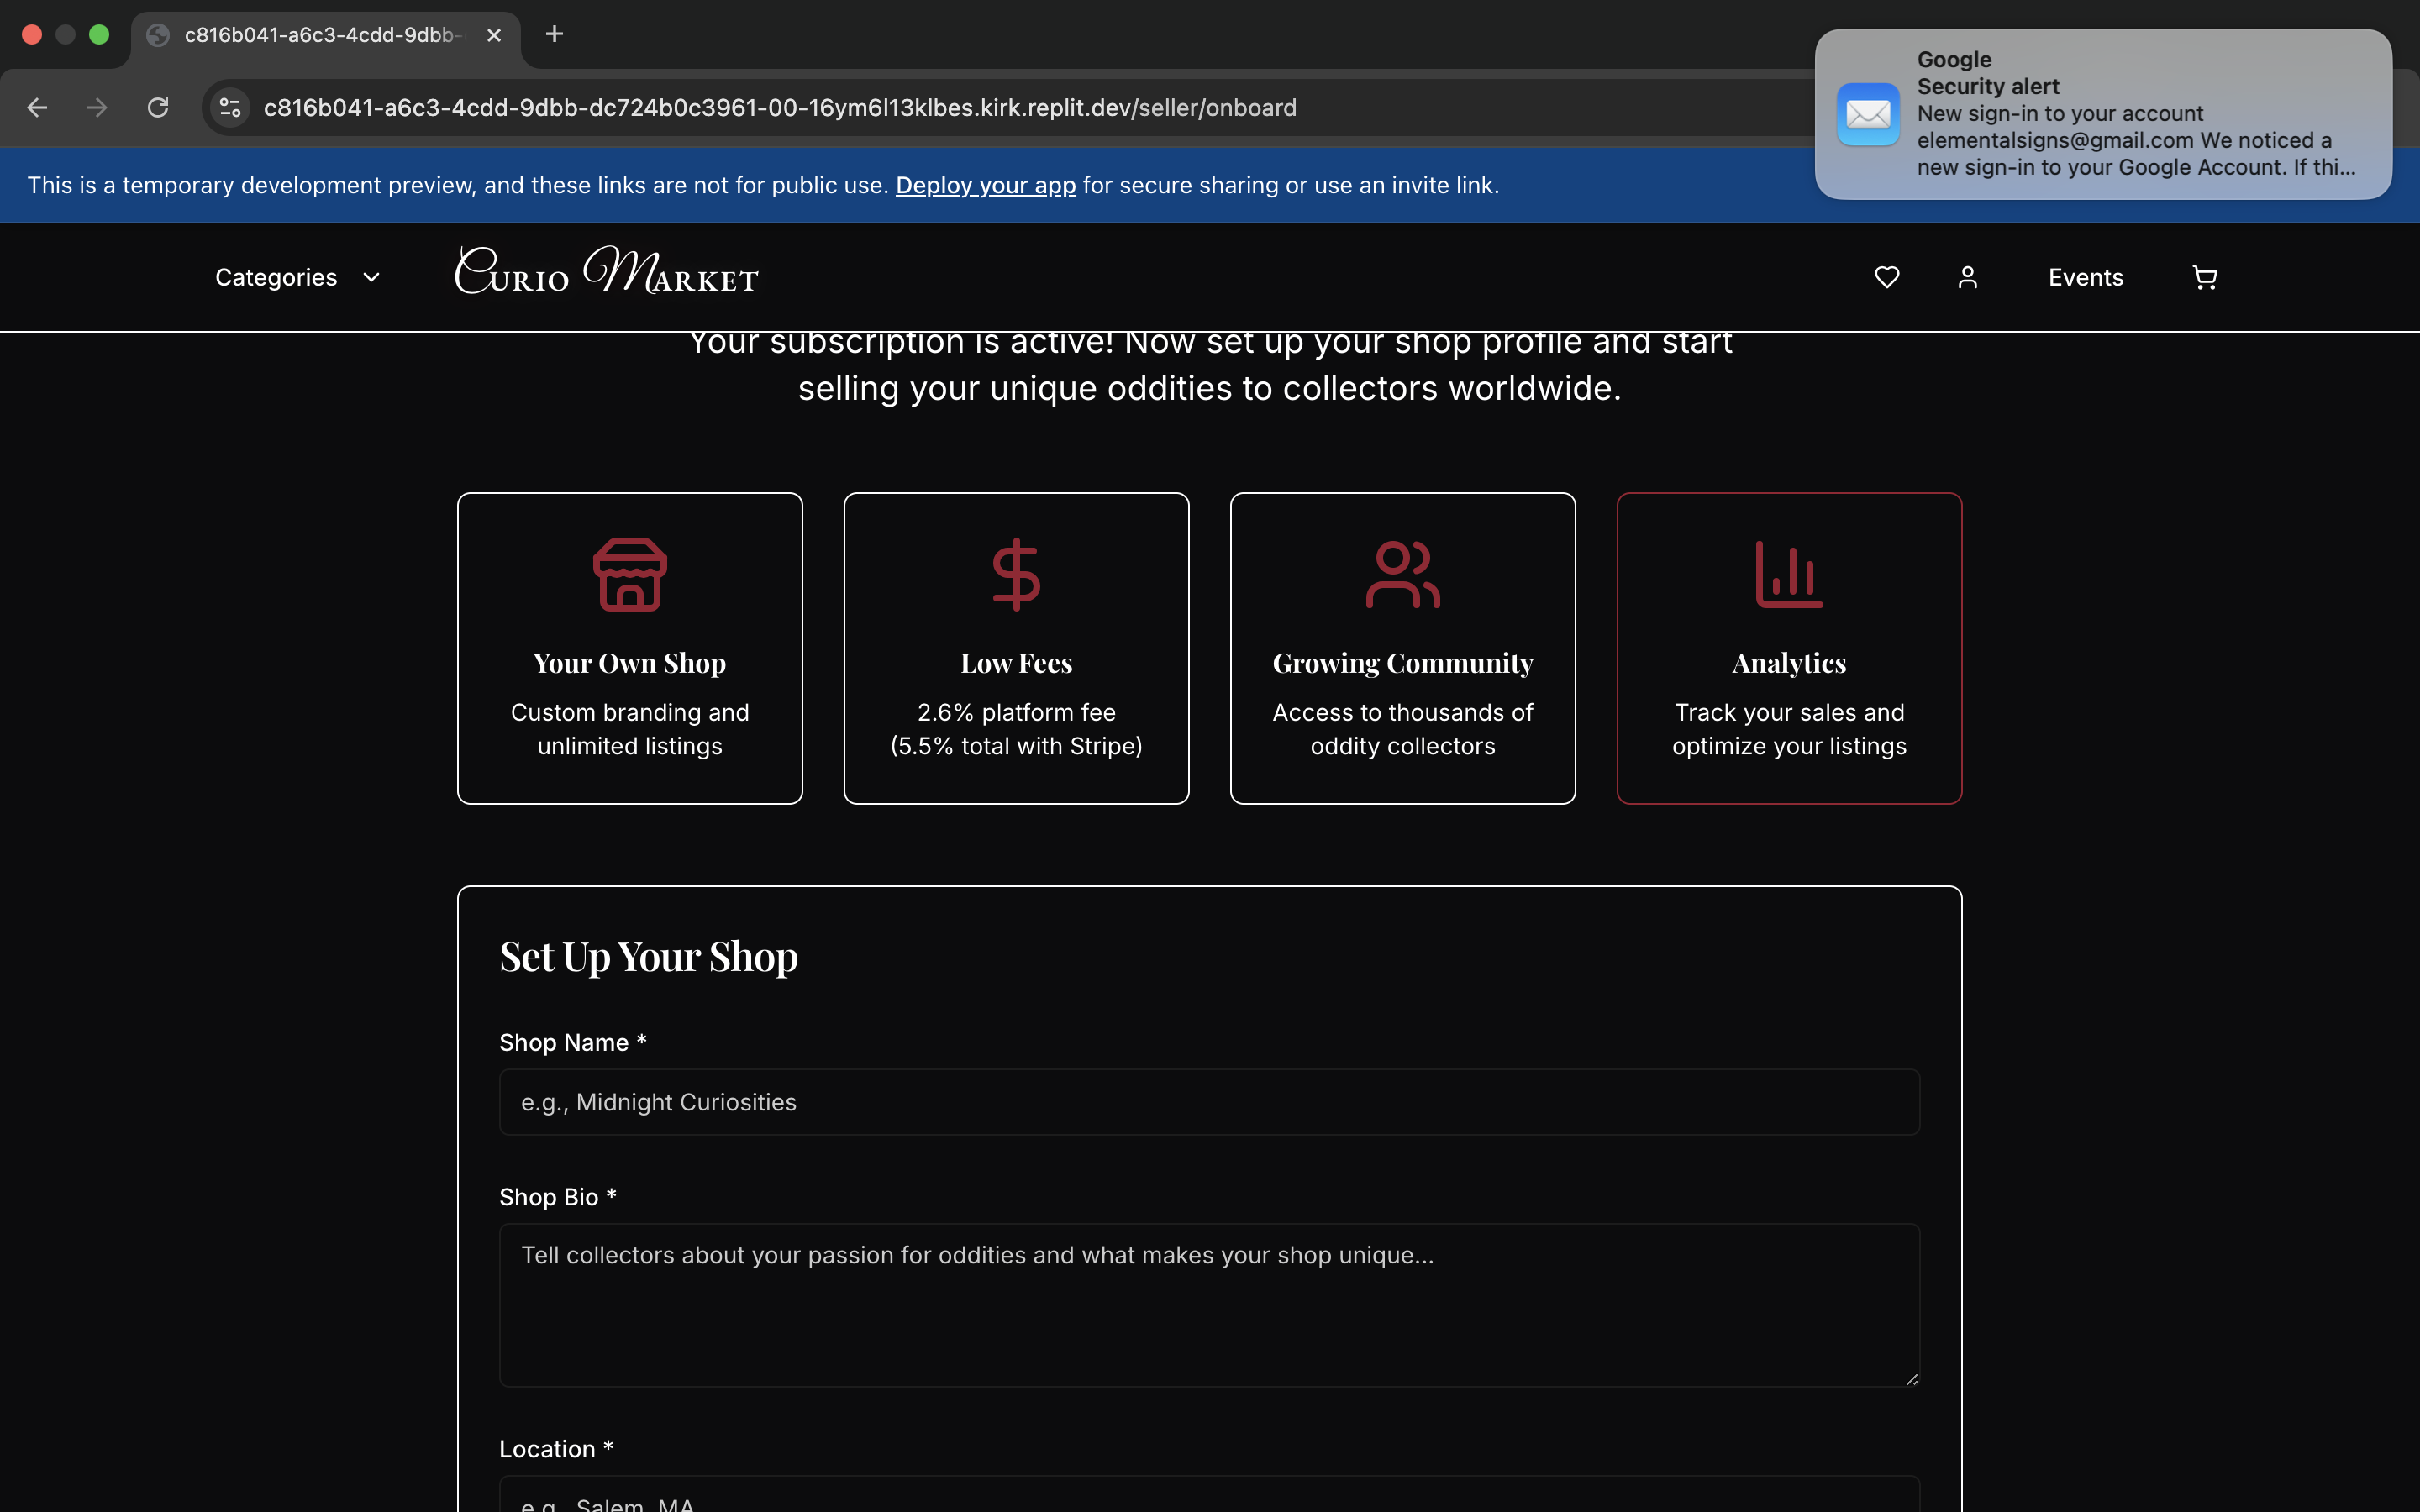 c816b041-a6c3-4cdd-9dbb-
Google
Security alert
New sign-in to your account
elementalsigns@gmail.com We noticed a
new sign-in to your Google Account. If thi...
c816b041-a6c3-4cdd-9dbb-dc724b0c3961-00-16ym6l13klbes.kirk.replit.dev/seller/onboard
This is a temporary development preview, and these links are not for public use. Deploy your app for secure sharing or use an invite link.
Categories
Curio Market
Events
Your subscription is active! Now set up your shop profile and start
selling your unique oddities to collectors worldwide.
Your Own Shop
Custom branding and
unlimited listings
Low Fees
2.6% platform fee
(5.5% total with Stripe)
Growing Community
Access to thousands of
oddity collectors
Analytics
Track your sales and
optimize your listings
Set Up Your Shop
Shop Name *
e.g., Midnight Curiosities
Shop Bio *
Tell collectors about your passion for oddities and what makes your shop unique...
Location *
e.g., Salem, MA